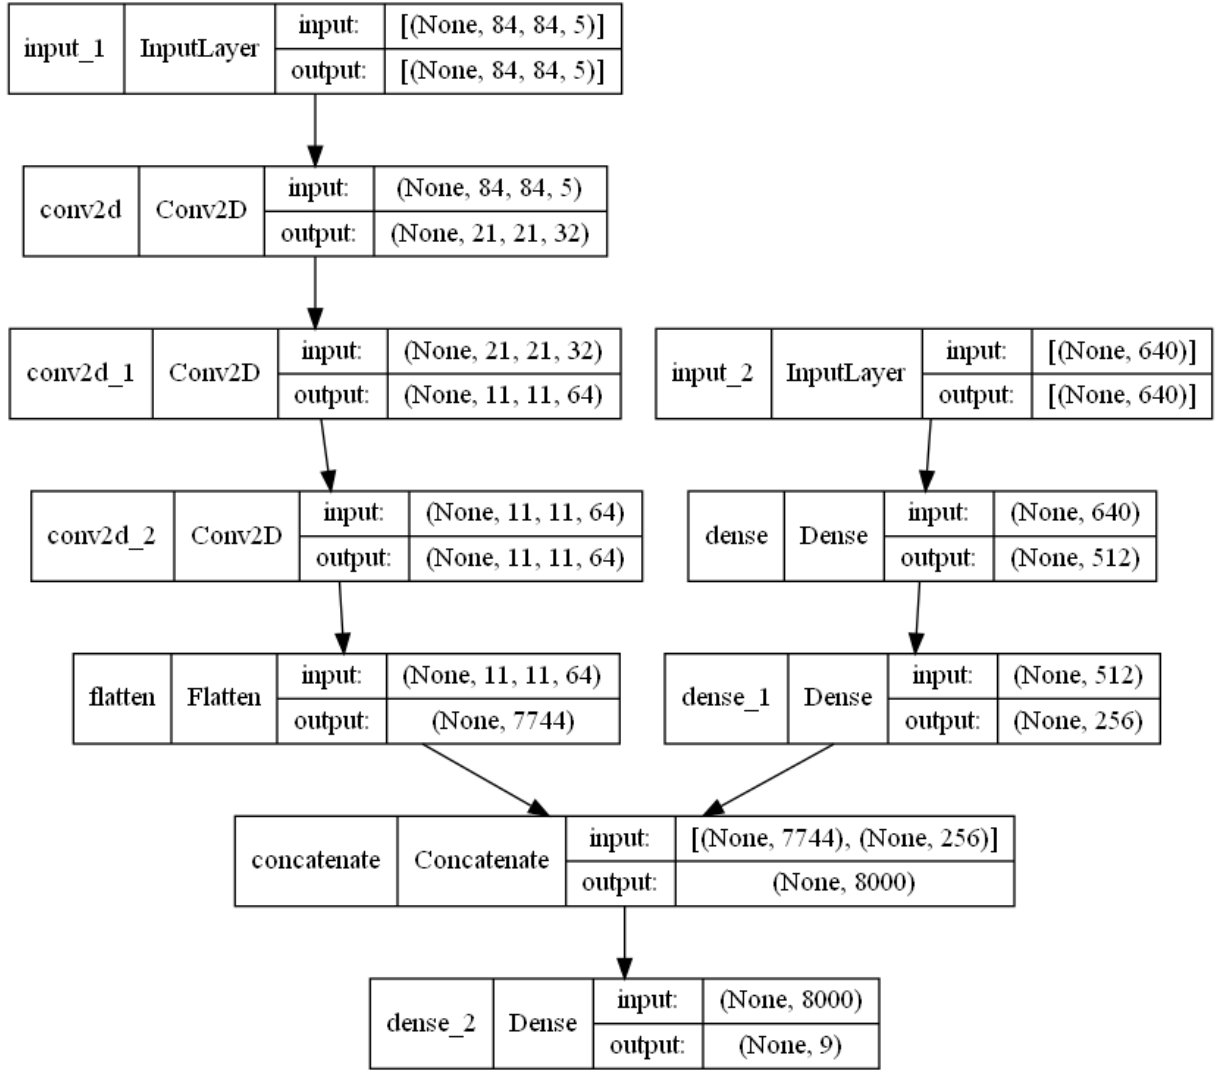 input_1 InputLayer input: [(None, 84, 84, 5)]
output: [(None, 84, 84, 5)]
conv2d Conv2D input: (None, 84, 84, 5)
output: (None, 21, 21, 32)
conv2d_1 Conv2D input: (None, 21, 21, 32)
output: (None, 11, 11, 64)
input_2 InputLayer input: [(None, 640)]
output: [(None, 640)]
conv2d_2 Conv2D input: (None, 11, 11, 64)
output: (None, 11, 11, 64)
dense Dense input: (None, 640)
output: (None, 512)
flatten Flatten input: (None, 11, 11, 64)
output: (None, 7744)
dense_1 Dense input: (None, 512)
output: (None, 256)
concatenate Concatenate input: [(None, 7744), (None, 256)]
output: (None, 8000)
dense_2 Dense input: (None, 8000)
output: (None, 9)